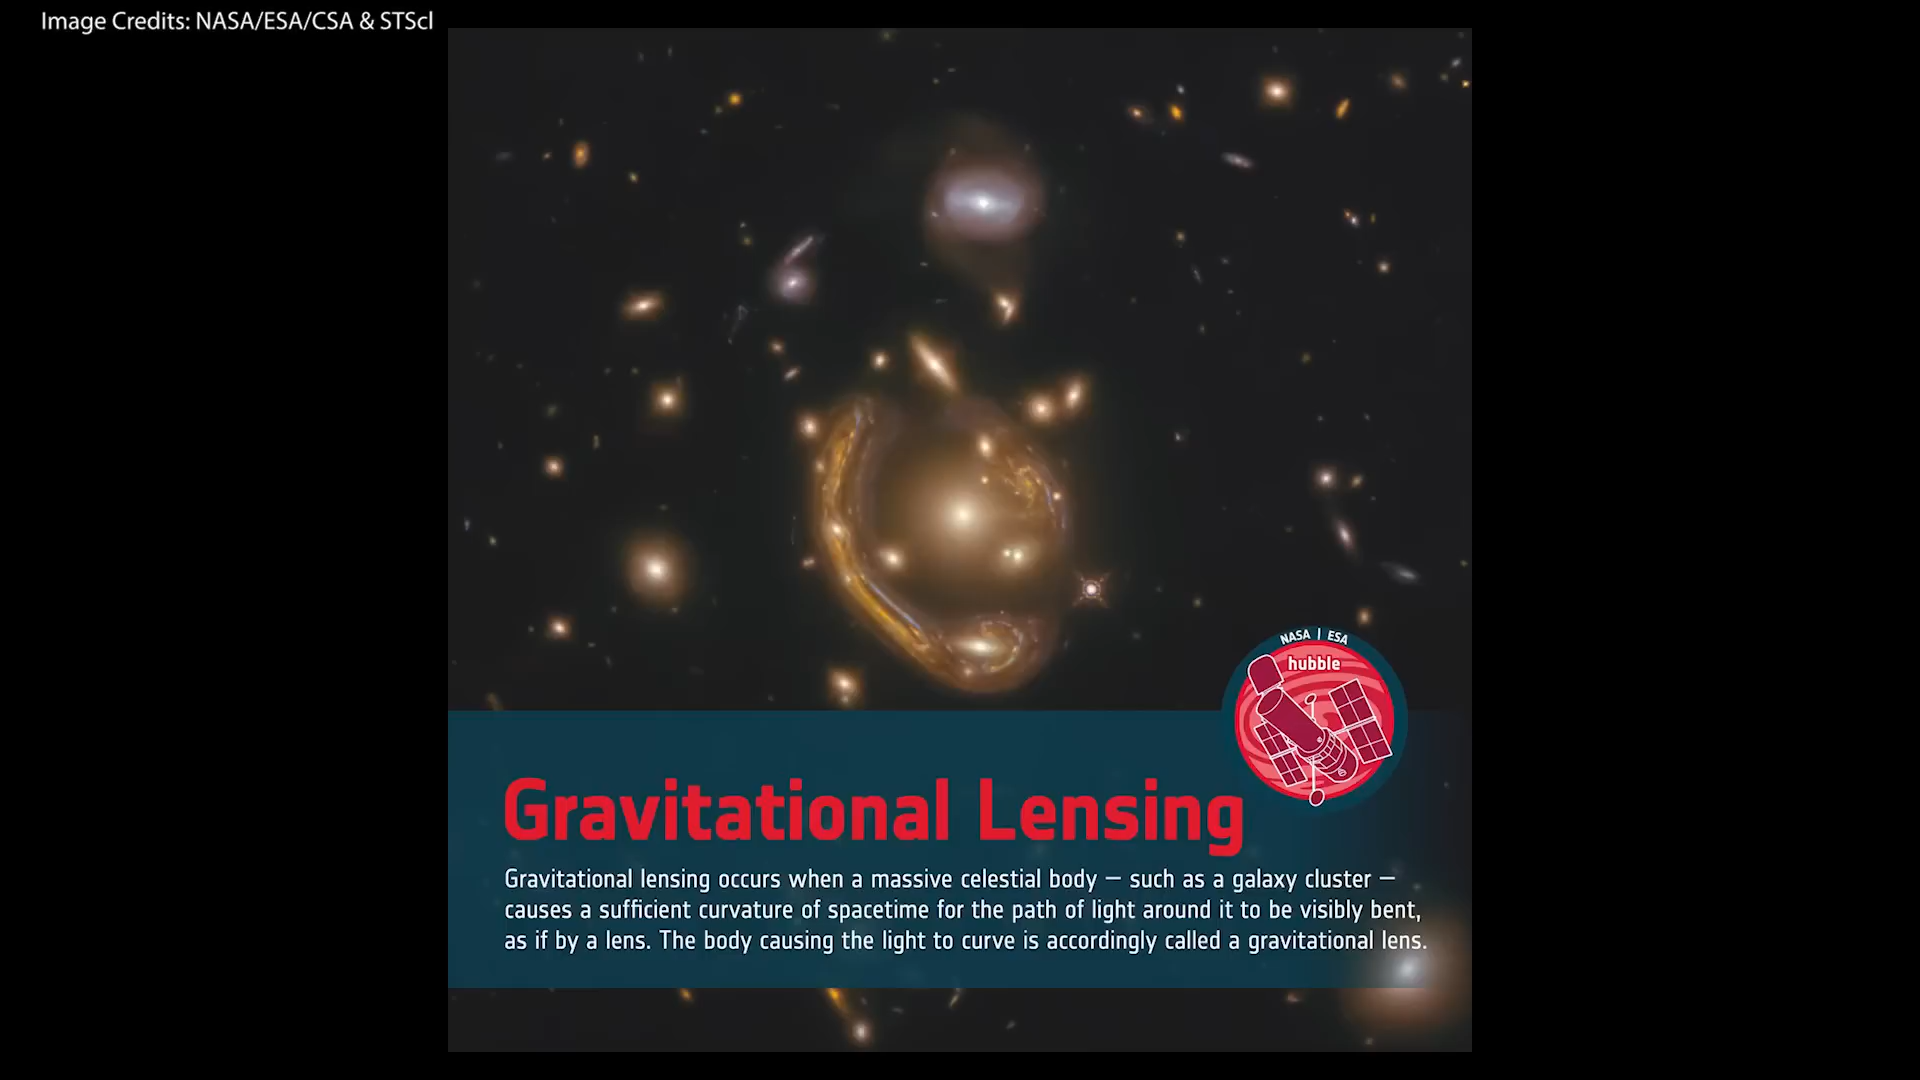 Image Credits: NASA/ESA/CSA & STScl
NASA | ESA
hubble
Gravitational Lensing
Gravitational lensing occurs when a massive celestial body — such as a galaxy cluster —
causes a sufficient curvature of spacetime for the path of light around it to be visibly bent,
as if by a lens. The body causing the light to curve is accordingly called a gravitational lens.